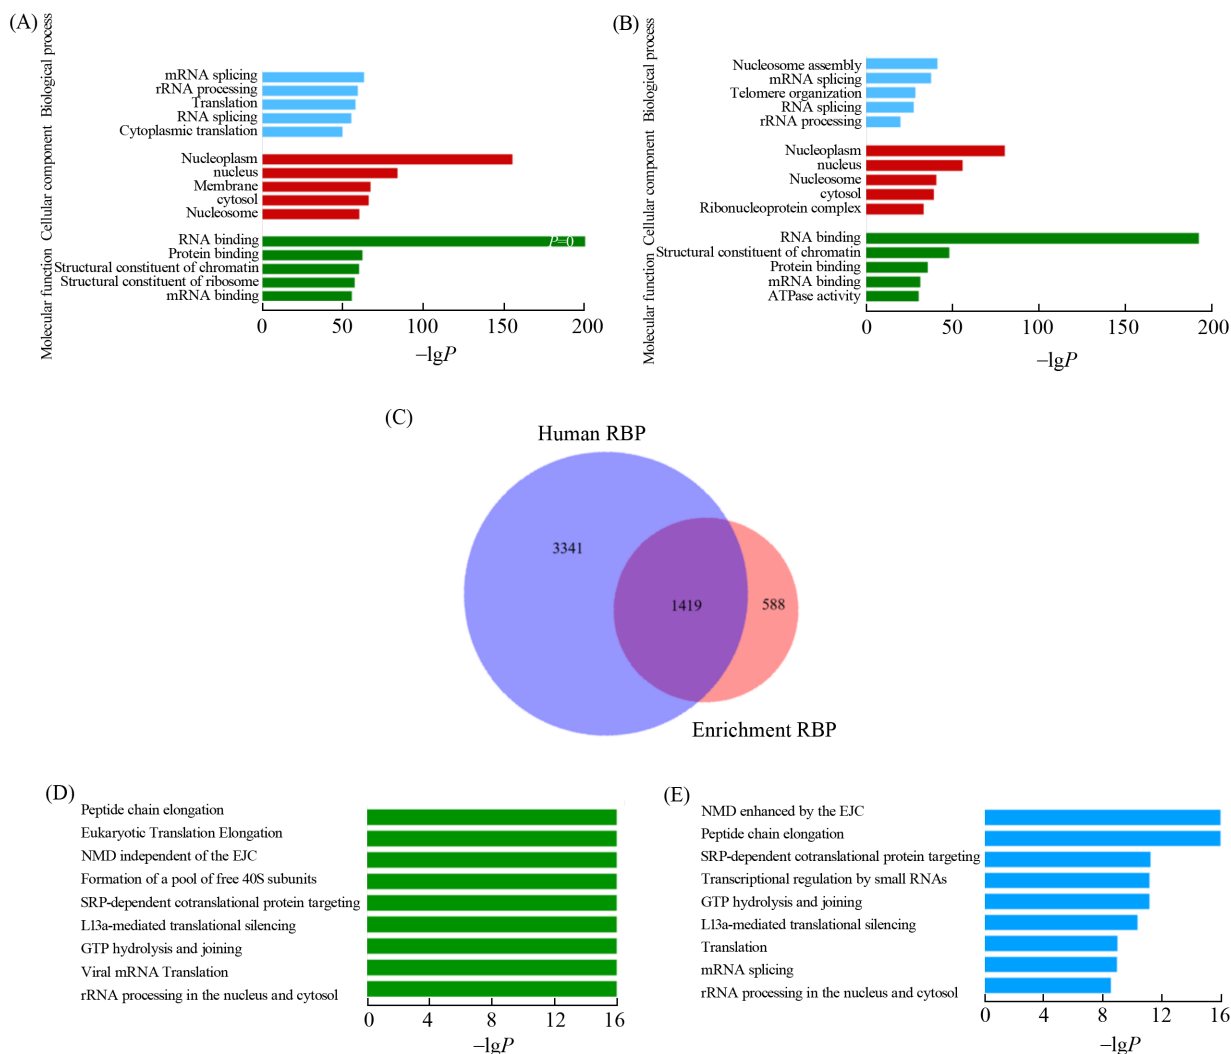 (A)
Biological process
mRNA splicing
rRNA processing
Translation
RNA splicing
Cytoplasmic translation
Cellular component
Nucleoplasm
nucleus
Membrane
cytosol
Nucleosome
Molecular function
RNA binding
P=0
Protein binding
Structural constituent of chromatin
Structural constituent of ribosome
mRNA binding
0 50 100 150 200
–lgP
(B)
Biological process
Nucleosome assembly
mRNA splicing
Telomere organization
RNA splicing
rRNA processing
Cellular component
Nucleoplasm
nucleus
Nucleosome
cytosol
Ribonucleoprotein complex
Molecular function
RNA binding
Structural constituent of chromatin
Protein binding
mRNA binding
ATPase activity
0 50 100 150 200
–lgP
(C)
Human RBP
3341
1419
588
Enrichment RBP
(D)
Peptide chain elongation
Eukaryotic Translation Elongation
NMD independent of the EJC
Formation of a pool of free 40S subunits
SRP-dependent cotranslational protein targeting
L13a-mediated translational silencing
GTP hydrolysis and joining
Viral mRNA Translation
rRNA processing in the nucleus and cytosol
0 4 8 12 16
–lgP
(E)
NMD enhanced by the EJC
Peptide chain elongation
SRP-dependent cotranslational protein targeting
Transcriptional regulation by small RNAs
GTP hydrolysis and joining
L13a-mediated translational silencing
Translation
mRNA splicing
rRNA processing in the nucleus and cytosol
0 4 8 12 16
–lgP